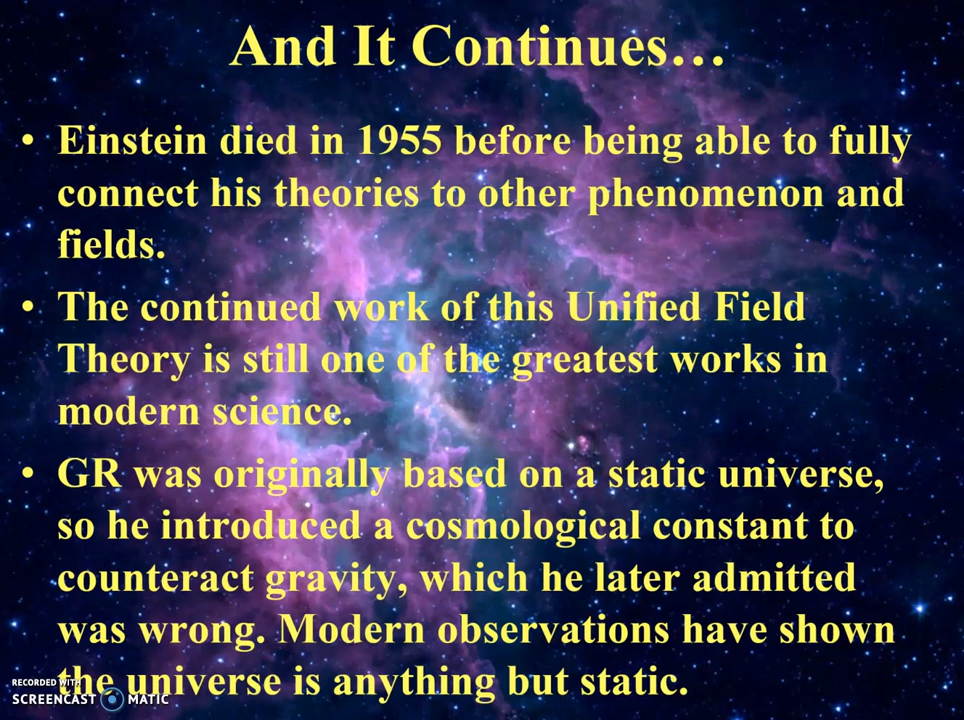 And It Continues…
• Einstein died in 1955 before being able to fully
connect his theories to other phenomenon and
fields.
• The continued work of this Unified Field
Theory is still one of the greatest works in
modern science.
• GR was originally based on a static universe,
so he introduced a cosmological constant to
counteract gravity, which he later admitted
was wrong. Modern observations have shown
the universe is anything but static.
RECORDED WITH
SCREENCAST MATIC